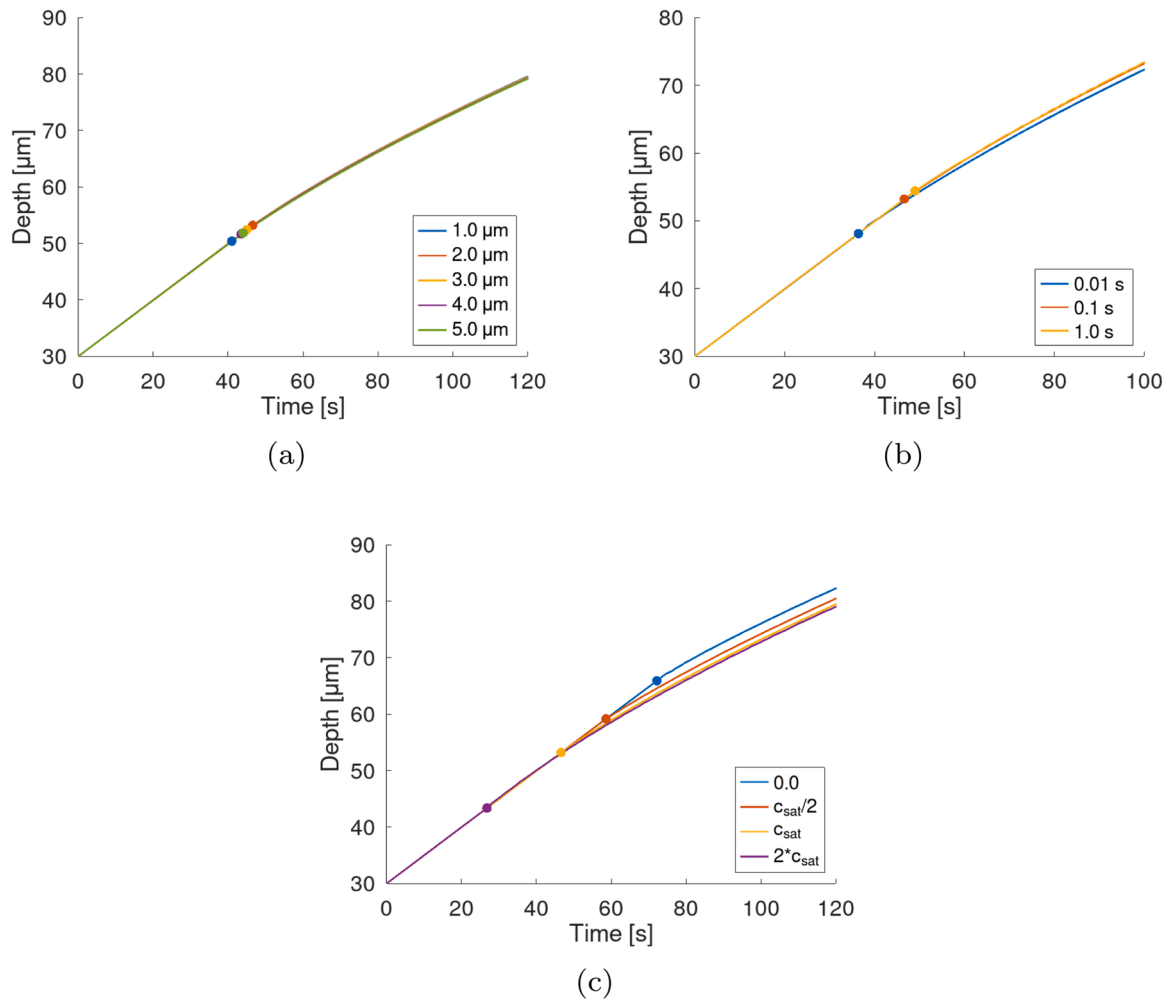 90
80
70
60
50
40
30
Depth [µm]
0 20 40 60 80 100 120
Time [s]
1.0 µm
2.0 µm
3.0 µm
4.0 µm
5.0 µm
(a)
80
70
60
50
40
30
Depth [µm]
0 20 40 60 80 100
Time [s]
0.01 s
0.1 s
1.0 s
(b)
90
80
70
60
50
40
30
Depth [µm]
0 20 40 60 80 100 120
Time [s]
0.0
c_sat/2
c_sat
2*c_sat
(c)